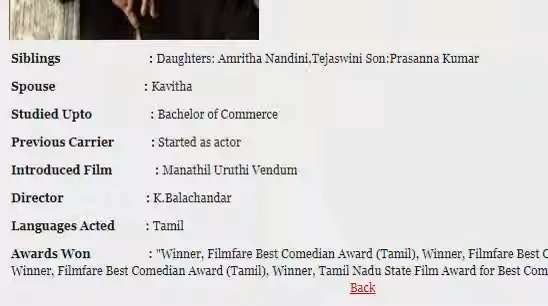 Siblings : Daughters: Amritha Nandini,Tejaswini Son:Prasanna Kumar
Spouse : Kavitha
Studied Upto : Bachelor of Commerce
Previous Carrier : Started as actor
Introduced Film : Manathil Uruthi Vendum
Director : K.Balachandar
Languages Acted : Tamil
Awards Won : "Winner, Filmfare Best Comedian Award (Tamil), Winner, Filmfare Best
Winner, Filmfare Best Comedian Award (Tamil), Winner, Tamil Nadu State Film Award for Best
Back